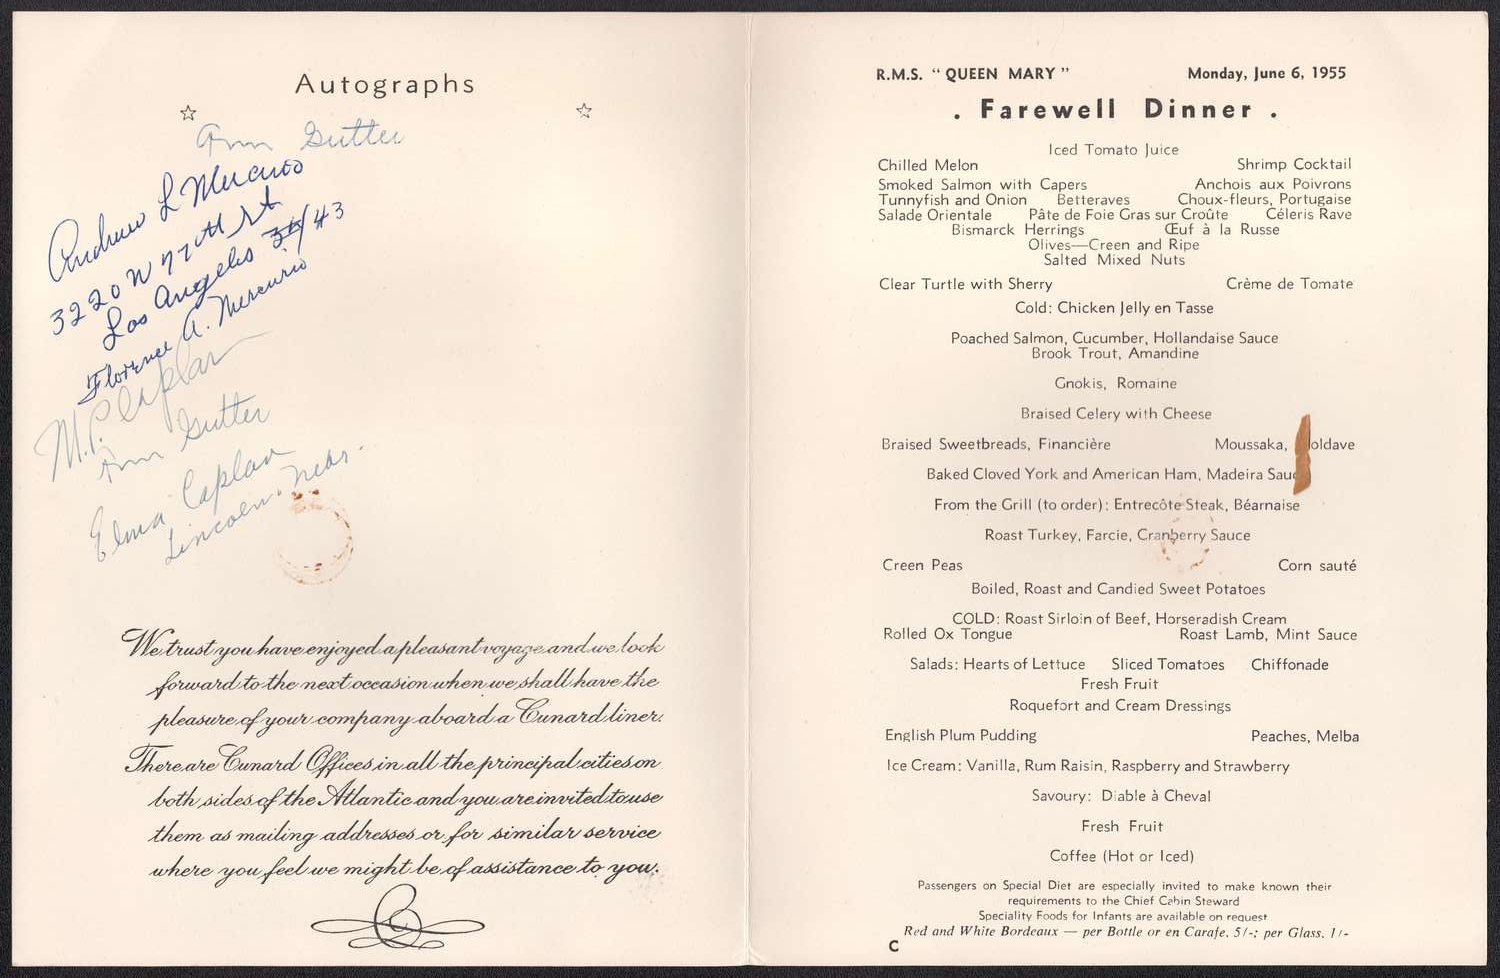 Autographs
Ann Gutter
Andrew L Mercurio
3220 W 77th St
Los Angeles 43
Florence A. Mercurio
M.P. Caplan
Ann Gutter
Elma Caplan
Lincoln. Nebr.
We trust you have enjoyed a pleasant voyage and we look
forward to the next occasion when we shall have the
pleasure of your company aboard a Cunard liner.
There are Cunard Offices in all the principal cities on
both sides of the Atlantic and you are invited to use
them as mailing addresses or for similar service
where you feel we might be of assistance to you.
R.M.S. "QUEEN MARY" Monday, June 6, 1955
. Farewell Dinner .
Iced Tomato Juice
Chilled Melon Shrimp Cocktail
Smoked Salmon with Capers Anchois aux Poivrons
Tunnyfish and Onion Betteraves Choux-fleurs, Portugaise
Salade Orientale Pâte de Foie Gras sur Croûte Céleris Rave
Bismarck Herrings Œuf à la Russe
Olives—Creen and Ripe
Salted Mixed Nuts
Clear Turtle with Sherry Crème de Tomate
Cold: Chicken Jelly en Tasse
Poached Salmon, Cucumber, Hollandaise Sauce
Brook Trout, Amandine
Gnokis, Romaine
Braised Celery with Cheese
Braised Sweetbreads, Financière Moussaka, oldave
Baked Cloved York and American Ham, Madeira Sauc
From the Grill (to order): Entrecôte Steak, Béarnaise
Roast Turkey, Farcie, Cranberry Sauce
Creen Peas Corn sauté
Boiled, Roast and Candied Sweet Potatoes
COLD: Roast Sirloin of Beef, Horseradish Cream
Rolled Ox Tongue Roast Lamb, Mint Sauce
Salads: Hearts of Lettuce Sliced Tomatoes Chiffonade
Fresh Fruit
Roquefort and Cream Dressings
English Plum Pudding Peaches, Melba
Ice Cream: Vanilla, Rum Raisin, Raspberry and Strawberry
Savoury: Diable à Cheval
Fresh Fruit
Coffee (Hot or Iced)
Passengers on Special Diet are especially invited to make known their
requirements to the Chief Cabin Steward
Speciality Foods for Infants are available on request
Red and White Bordeaux — per Bottle or en Carafe, 5/-; per Glass, 1/-
C